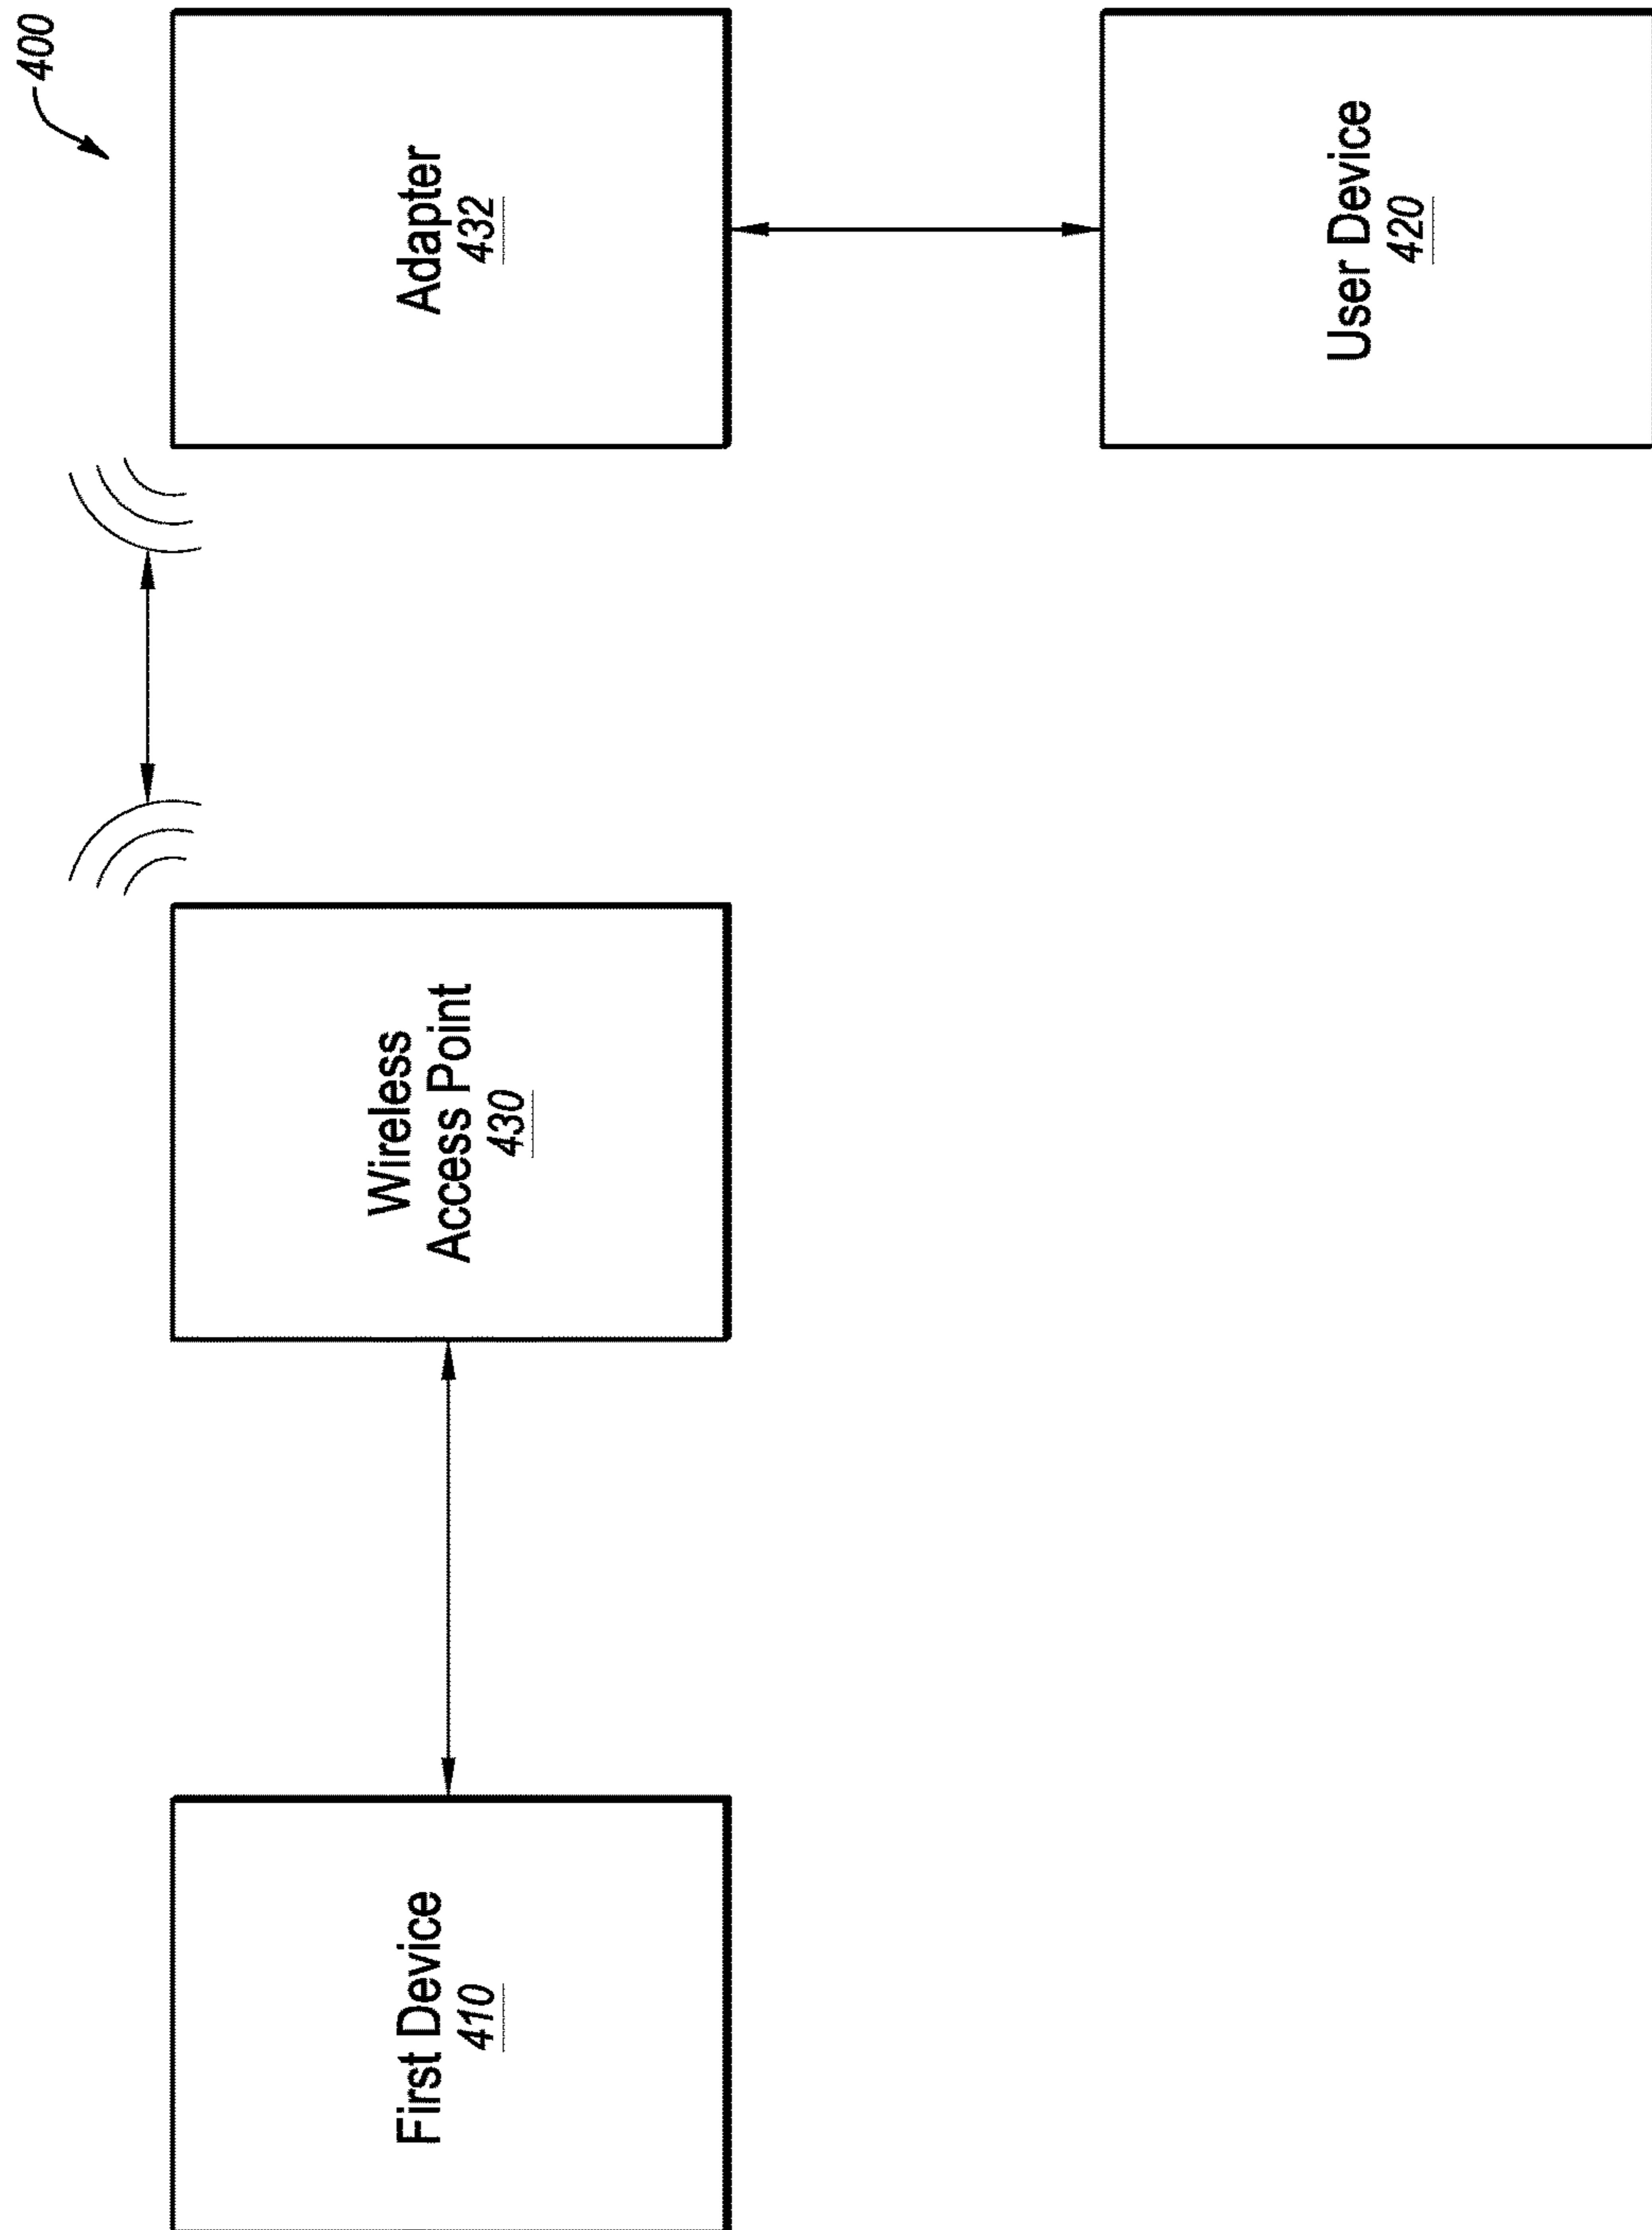 400
First Device
410
Wireless
Access Point
430
Adapter
432
User Device
420